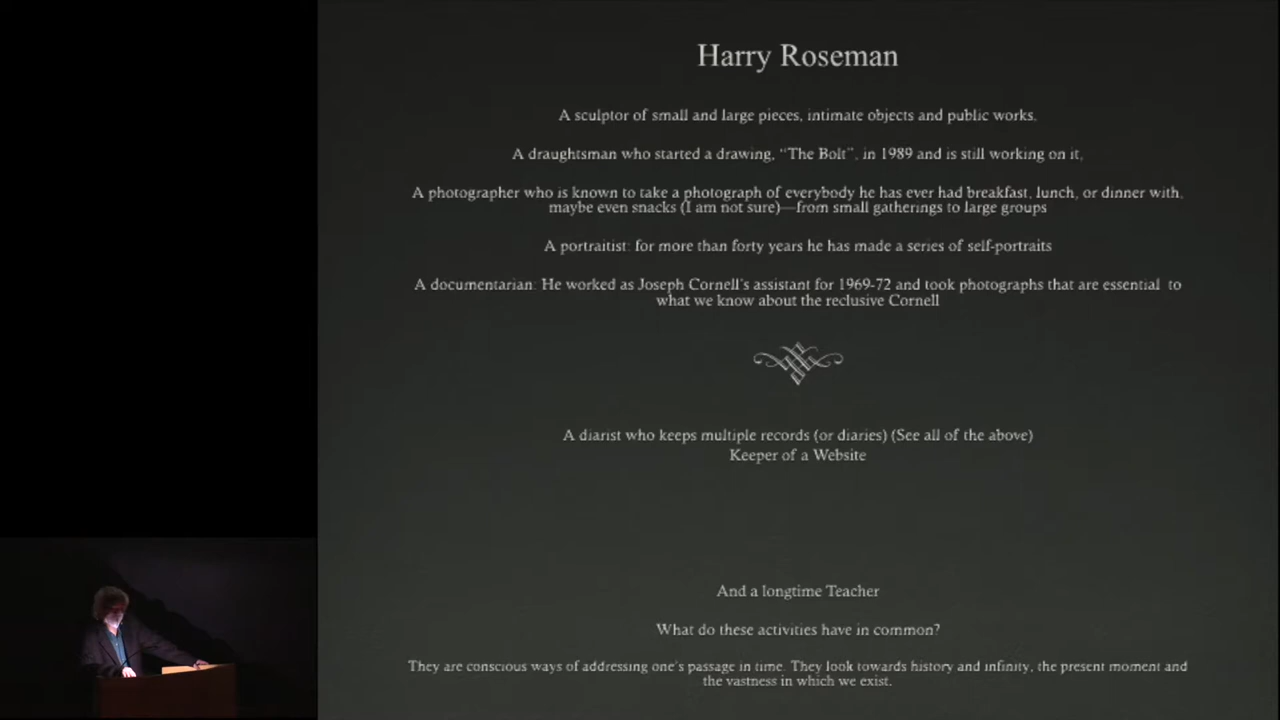 Harry Roseman
A sculptor of small and large pieces, intimate objects and public works.
A draughtsman who started a drawing, “The Bolt”, in 1989 and is still working on it,
A photographer who is known to take a photograph of everybody he has ever had breakfast, lunch, or dinner with,
maybe even snacks (I am not sure)—from small gatherings to large groups
A portraitist: for more than forty years he has made a series of self-portraits
A documentarian: He worked as Joseph Cornell’s assistant for 1969-72 and took photographs that are essential to
what we know about the reclusive Cornell
A diarist who keeps multiple records (or diaries) (See all of the above)
Keeper of a Website
And a longtime Teacher
What do these activities have in common?
They are conscious ways of addressing one’s passage in time. They look towards history and infinity, the present moment and
the vastness in which we exist.